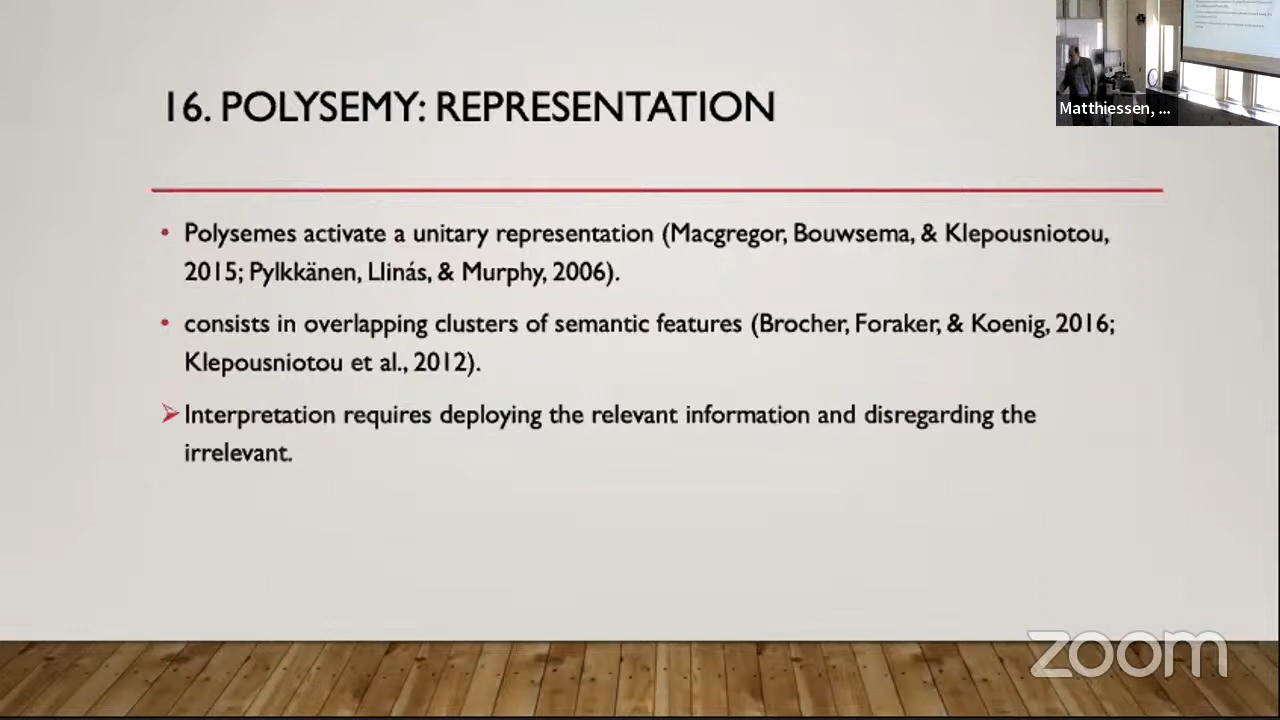 16. POLYSEMY: REPRESENTATION
Matthiessen, ...
• Polysemes activate a unitary representation (Macgregor, Bouwsema, & Klepousniotou,
2015; Pylkkänen, Llinás, & Murphy, 2006).
• consists in overlapping clusters of semantic features (Brocher, Foraker, & Koenig, 2016;
Klepousniotou et al., 2012).
➢ Interpretation requires deploying the relevant information and disregarding the
irrelevant.
zoom